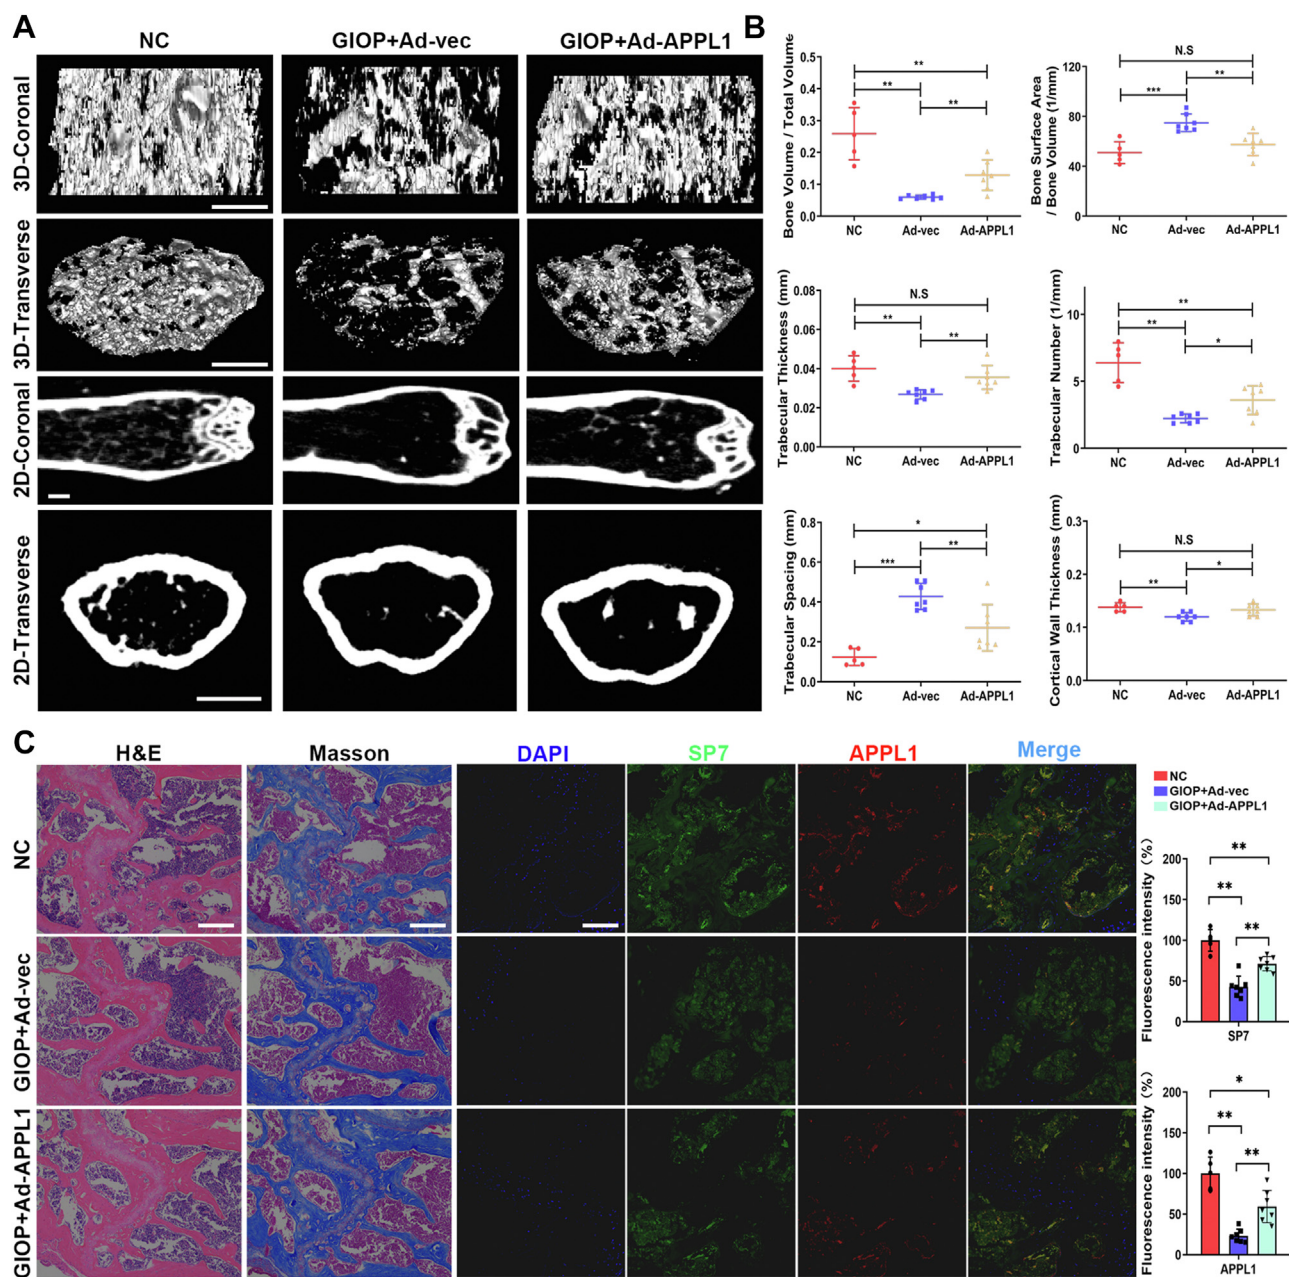 A
NC
GIOP+Ad-vec
GIOP+Ad-APPL1
3D-Coronal
3D-Transverse
2D-Coronal
2D-Transverse
B
Bone Volume / Total Volume
0.5
0.4
0.3
0.2
0.1
0.0
**
**
**
NC
Ad-vec
Ad-APPL1
Bone Surface Area
/ Bone Volume (1/mm)
120
80
40
0
N.S
**
***
NC
Ad-vec
Ad-APPL1
Trabecular Thickness (mm)
0.08
0.06
0.04
0.02
0.00
N.S
**
**
NC
Ad-vec
Ad-APPL1
Trabecular Number (1/mm)
10
5
0
**
**
*
NC
Ad-vec
Ad-APPL1
Trabecular Spacing (mm)
0.8
0.6
0.4
0.2
0.0
*
**
***
NC
Ad-vec
Ad-APPL1
Cortical Wall Thickness (mm)
0.3
0.2
0.1
0.0
N.S
*
**
NC
Ad-vec
Ad-APPL1
C
H&E
Masson
DAPI
SP7
APPL1
Merge
NC
GIOP+Ad-vec
GIOP+Ad-APPL1
NC
GIOP+Ad-vec
GIOP+Ad-APPL1
Fluorescence intensity (%)
200
150
100
50
0
**
**
**
SP7
Fluorescence intensity (%)
200
150
100
50
0
*
**
**
APPL1